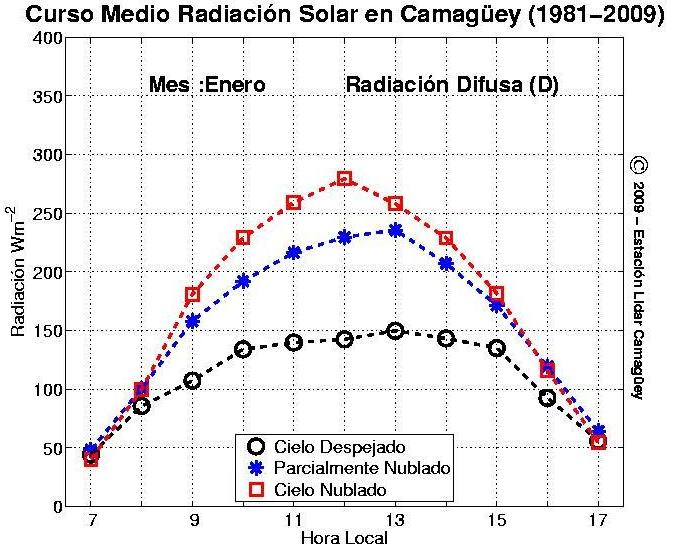 Curso Medio Radiación Solar en Camagüey (1981−2009)
Mes :Enero
Radiación Difusa (D)
400
350
300
250
200
150
100
50
0
Radiación Wm−2
7
9
11
13
15
17
Hora Local
Cielo Despejado
Parcialmente Nublado
Cielo Nublado
© 2009 − Estación Lidar Camagüey